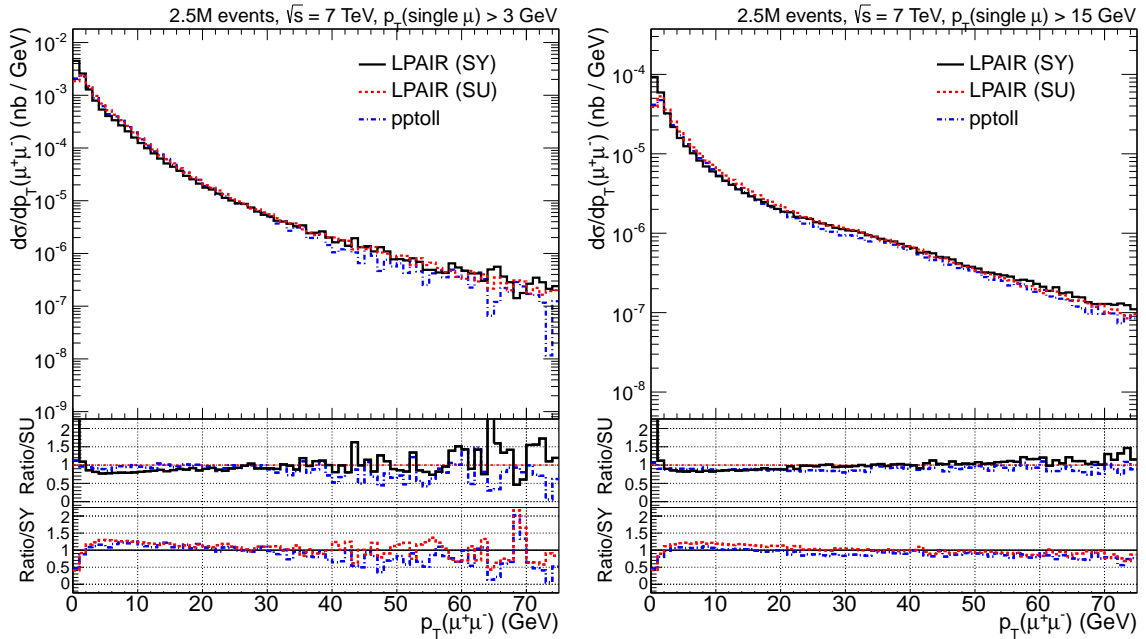 2.5M events, √s = 7 TeV, p_T(single μ) > 3 GeV
dσ/dp_T(μ⁺μ⁻) (nb / GeV)
10⁻²
10⁻³
10⁻⁴
10⁻⁵
10⁻⁶
10⁻⁷
10⁻⁸
10⁻⁹
LPAIR (SY)
LPAIR (SU)
pptoll
Ratio/SU
2
1.5
1
0.5
0
Ratio/SY
2
1.5
1
0.5
0
0 10 20 30 40 50 60 70
p_T(μ⁺μ⁻) (GeV)
2.5M events, √s = 7 TeV, p_T(single μ) > 15 GeV
dσ/dp_T(μ⁺μ⁻) (nb / GeV)
10⁻⁴
10⁻⁵
10⁻⁶
10⁻⁷
10⁻⁸
LPAIR (SY)
LPAIR (SU)
pptoll
Ratio/SU
2
1.5
1
0.5
0
Ratio/SY
2
1.5
1
0.5
0
0 10 20 30 40 50 60 70
p_T(μ⁺μ⁻) (GeV)